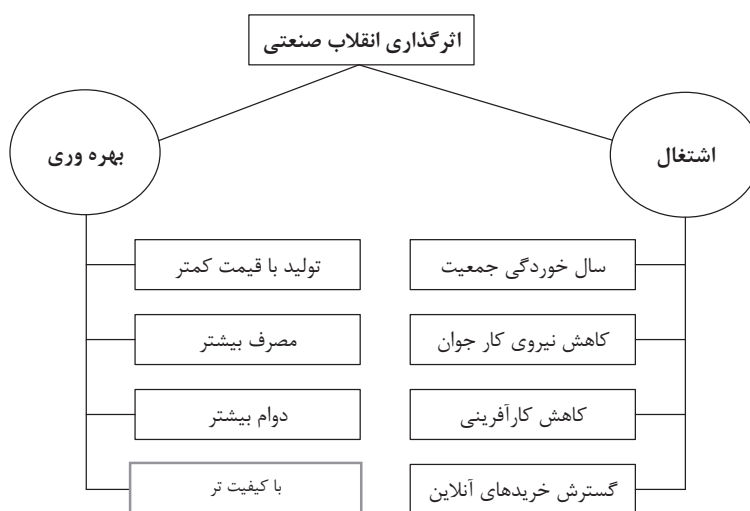 اثرگذاری انقلاب صنعتی
اشتغال
سال خوردگی جمعیت
کاهش نیروی کار جوان
کاهش کارآفرینی
گسترش خریدهای آنلاین
بهره وری
تولید با قیمت کمتر
مصرف بیشتر
دوام بیشتر
با کیفیت تر